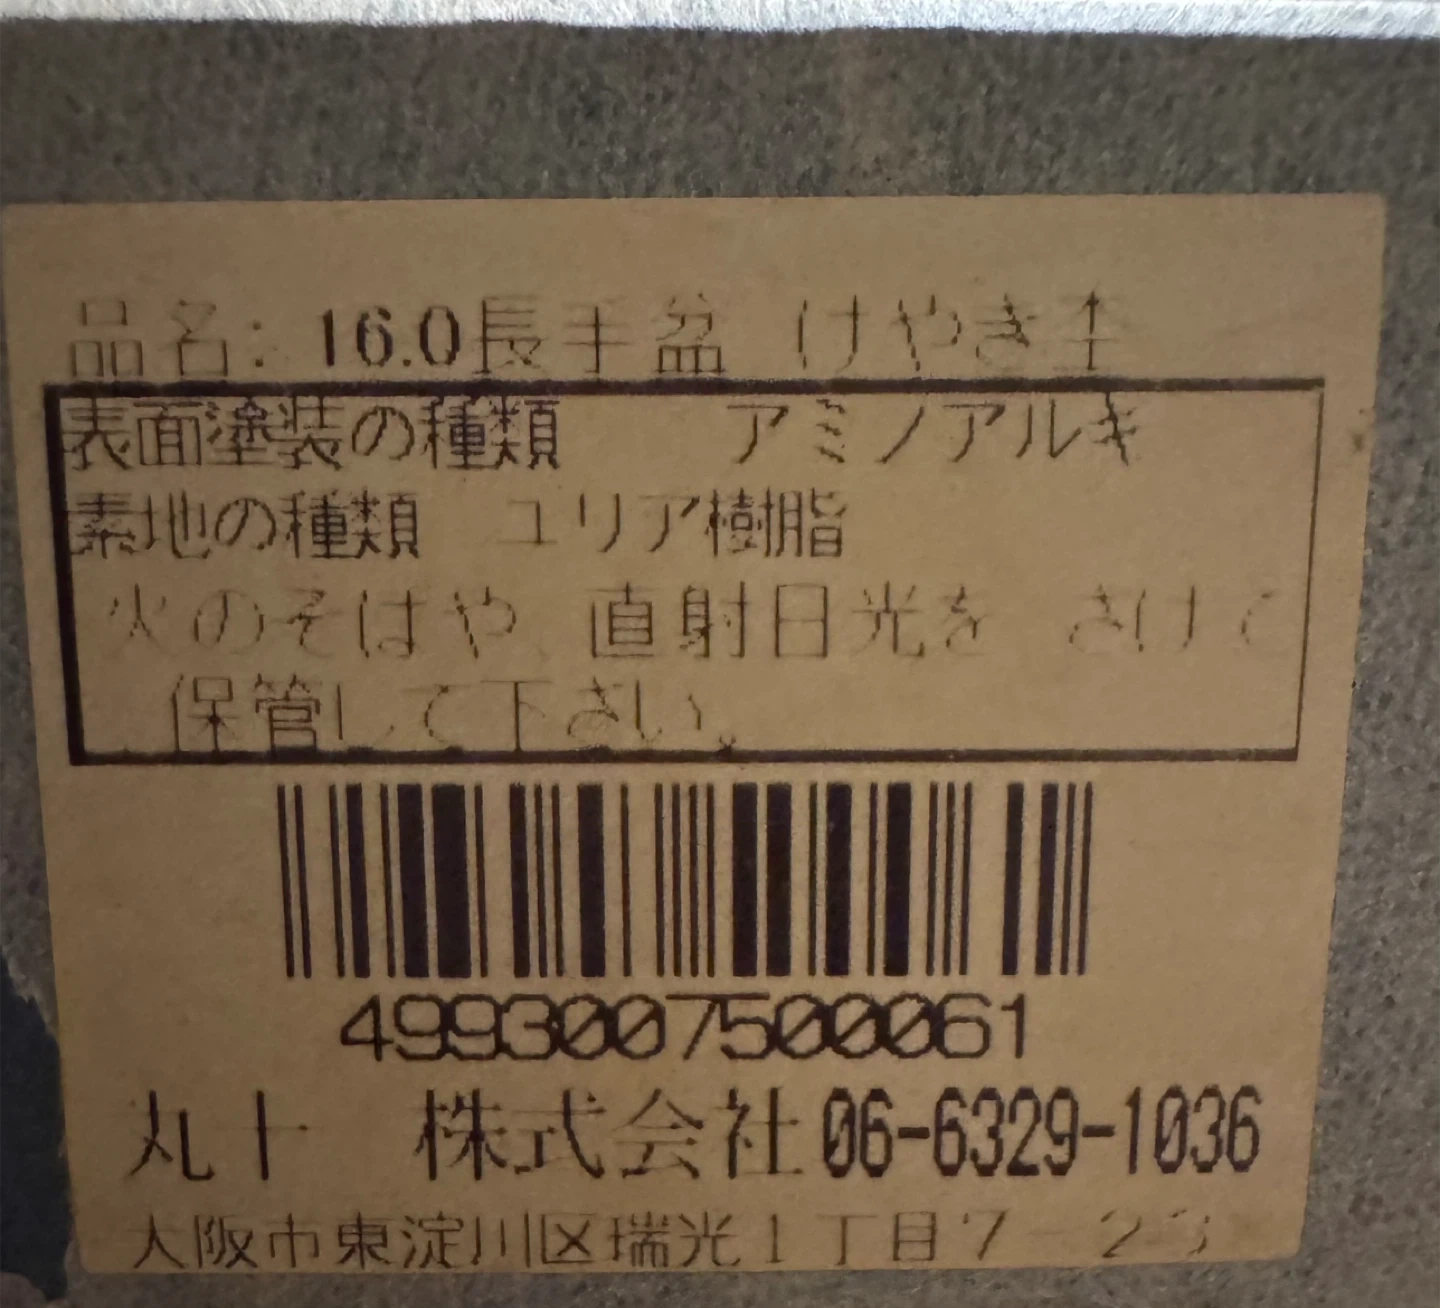 品名: 16.0長手盆 けやき
表面塗装の種類 アミノアルキ
素地の種類 ユリア樹脂
火のそばや、直射日光を さけて
保管して下さい。
4993007500061
丸十 株式会社06-6329-1036
大阪市東淀川区瑞光1丁目7-23